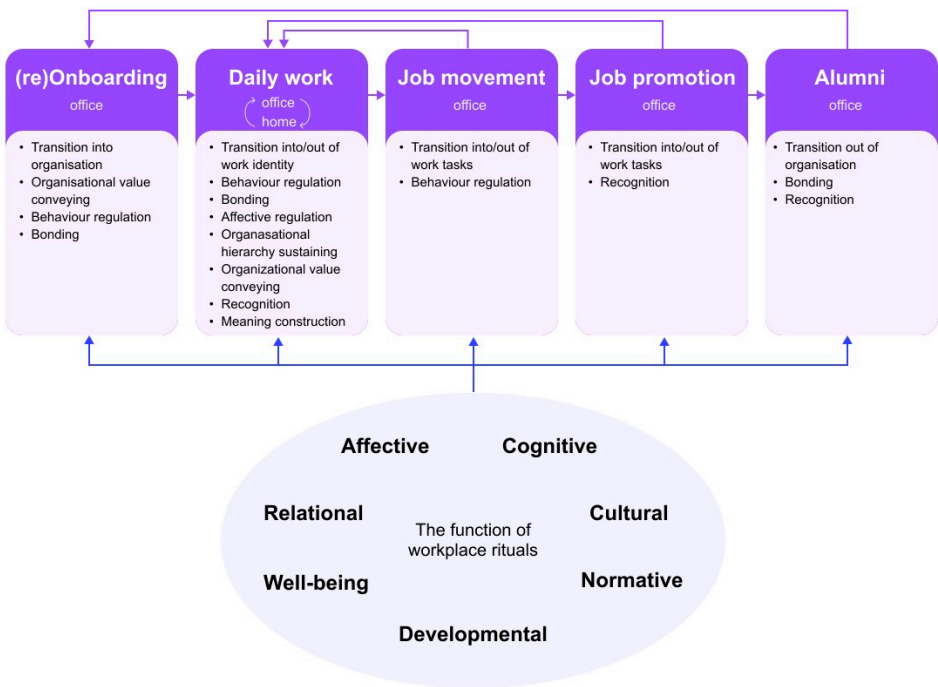 (re)Onboarding
office
• Transition into
organisation
• Organisational value
conveying
• Behaviour regulation
• Bonding
Daily work
office
home
• Transition into/out of
work identity
• Behaviour regulation
• Bonding
• Affective regulation
• Organasational
hierarchy sustaining
• Organizational value
conveying
• Recognition
• Meaning construction
Job movement
office
• Transition into/out of
work tasks
• Behaviour regulation
Job promotion
office
• Transition into/out of
work tasks
• Recognition
Alumni
office
• Transition out of
organisation
• Bonding
• Recognition
Affective
Cognitive
Relational
Cultural
The function of
workplace rituals
Well-being
Normative
Developmental